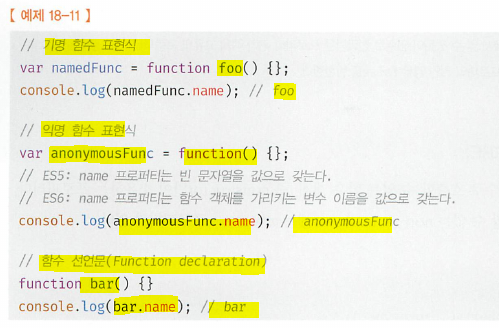 【 예제 18-11 】
// 기명 함수 표현식
var namedFunc = function foo() {};
console.log(namedFunc.name); // foo
// 익명 함수 표현식
var anonymousFunc = function() {};
// ES5: name 프로퍼티는 빈 문자열을 값으로 갖는다.
// ES6: name 프로퍼티는 함수 객체를 가리키는 변수 이름을 값으로 갖는다.
console.log(anonymousFunc.name); // anonymousFunc
// 함수 선언문(Function declaration)
function bar() {}
console.log(bar.name); // bar